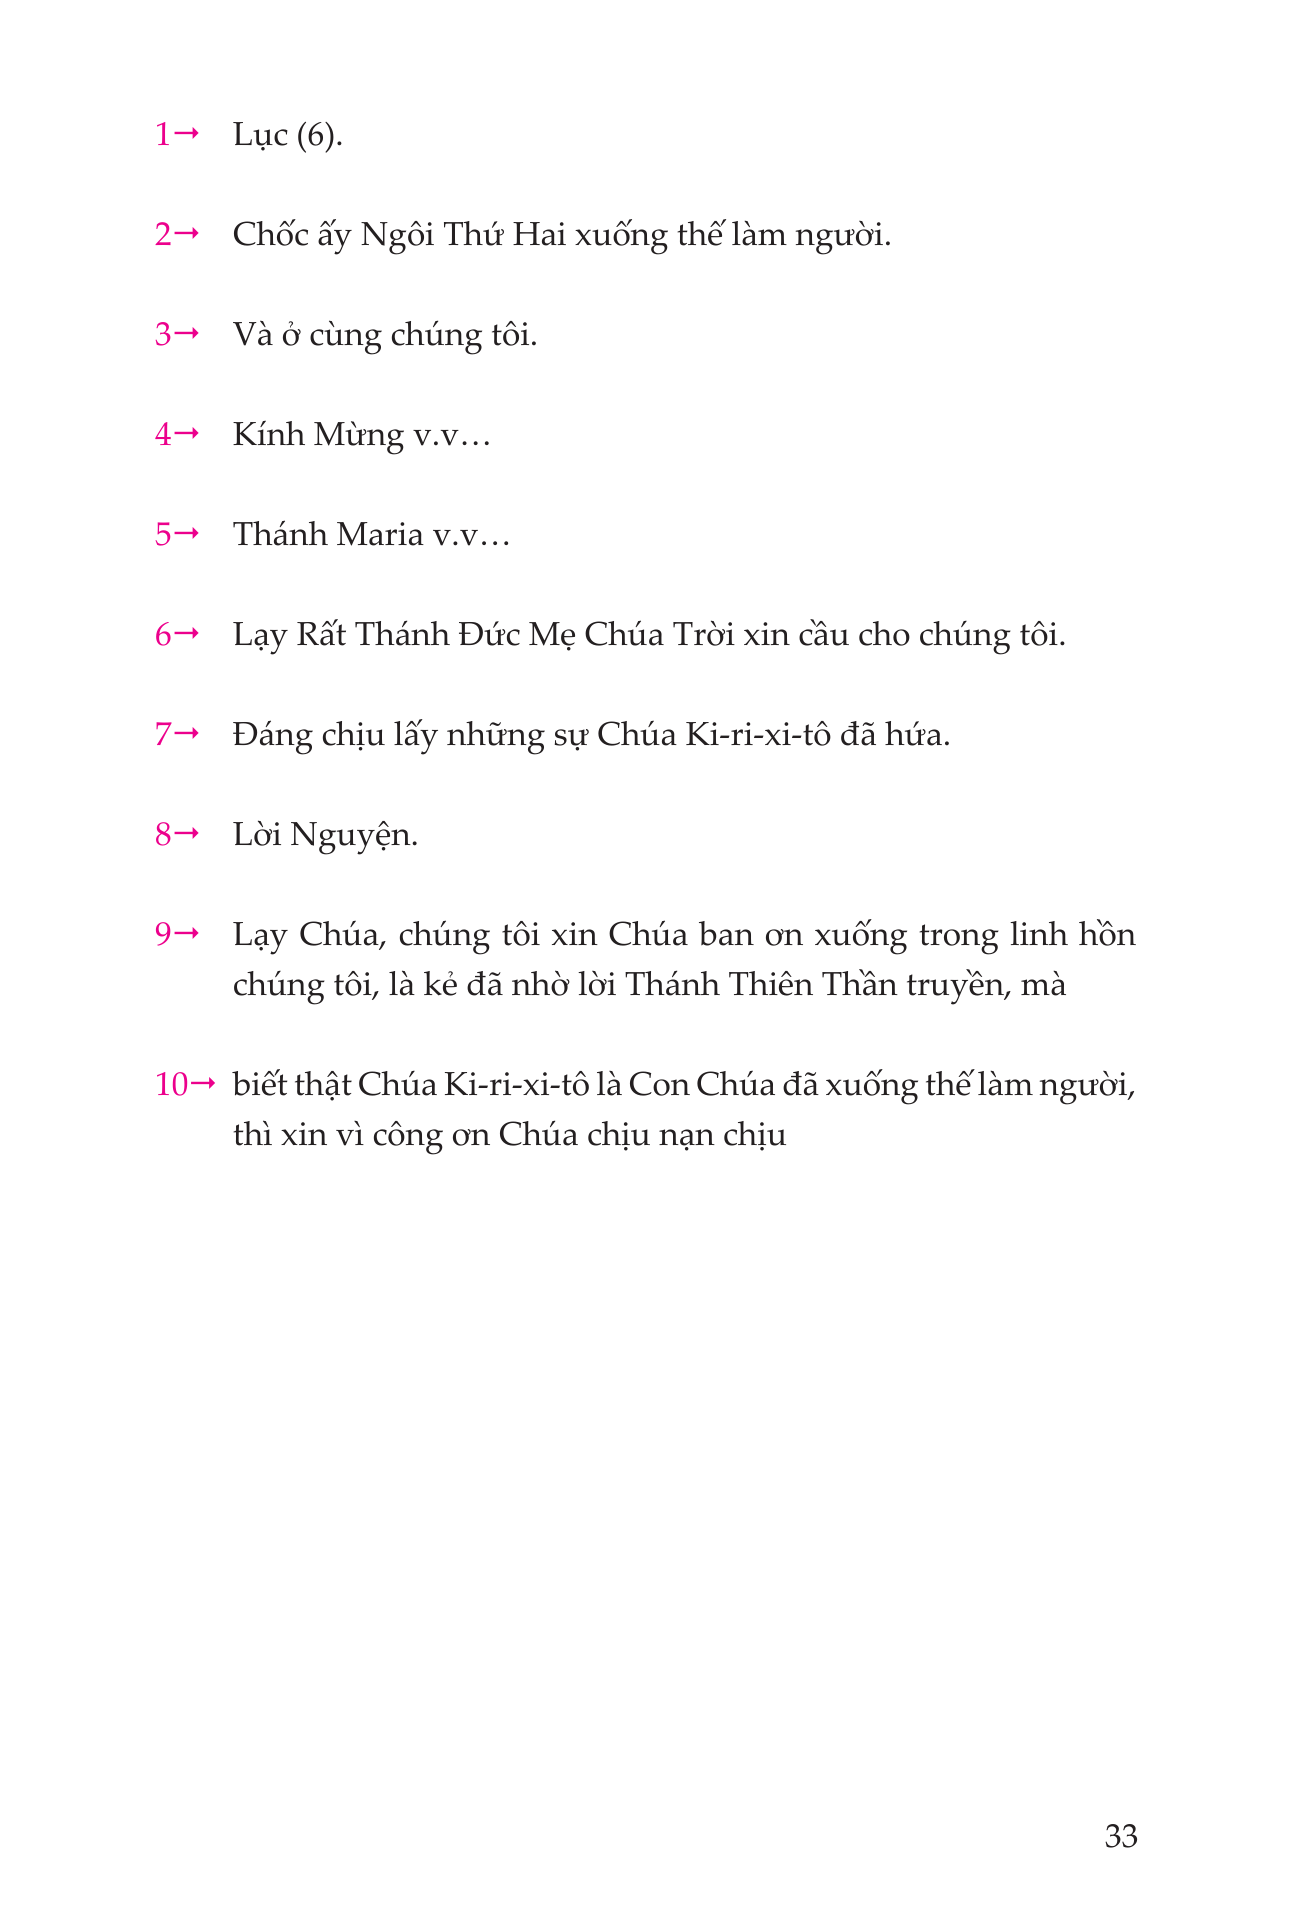 1→ Lục (6).
2→ Chốc ấy Ngôi Thứ Hai xuống thế làm người.
3→ Và ở cùng chúng tôi.
4→ Kính Mừng v.v…
5→ Thánh Maria v.v…
6→ Lạy Rất Thánh Đức Mẹ Chúa Trời xin cầu cho chúng tôi.
7→ Đáng chịu lấy những sự Chúa Ki-ri-xi-tô đã hứa.
8→ Lời Nguyện.
9→ Lạy Chúa, chúng tôi xin Chúa ban ơn xuống trong linh hồn
chúng tôi, là kẻ đã nhờ lời Thánh Thiên Thần truyền, mà
10→ biết thật Chúa Ki-ri-xi-tô là Con Chúa đã xuống thế làm người,
thì xin vì công ơn Chúa chịu nạn chịu
33